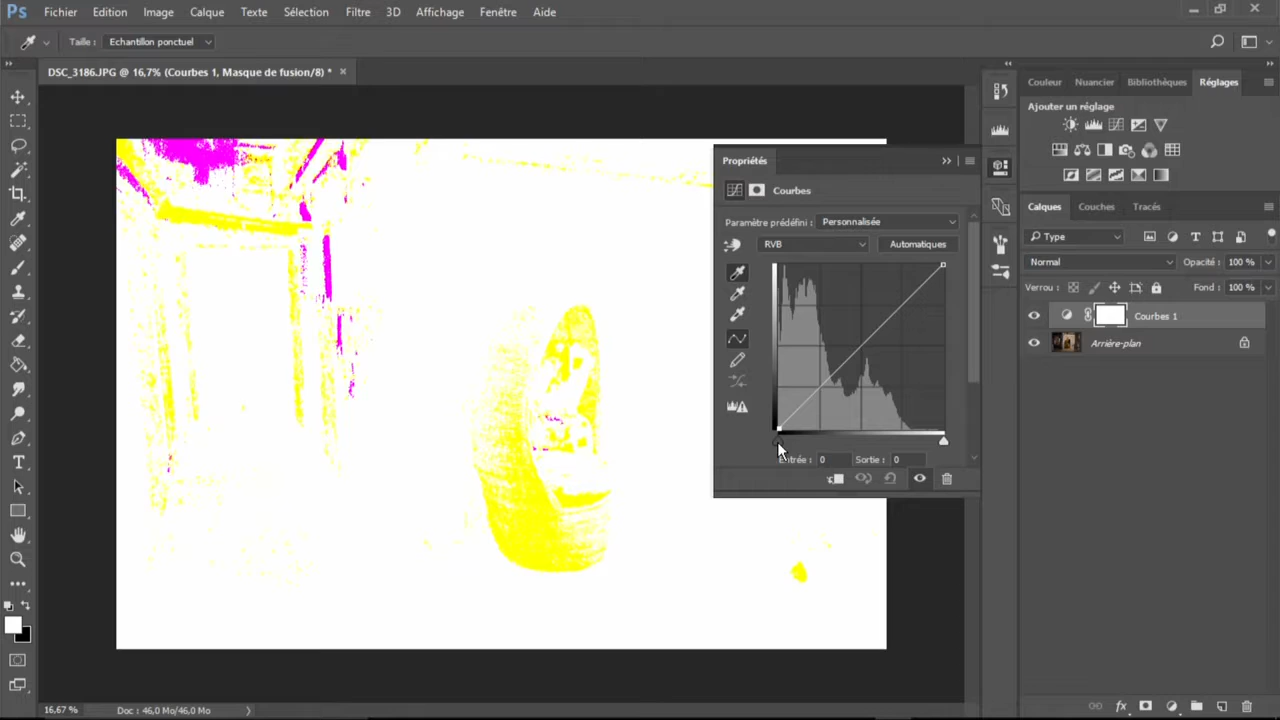 Ps Fichier Edition Image Calque Texte Sélection Filtre 3D Affichage Fenêtre Aide
Taille : Echantillon ponctuel
DSC_3186.JPG @ 16,7% (Courbes 1, Masque de fusion/8) * ×
Couleur Nuancier Bibliothèques Réglages
Ajouter un réglage
Propriétés
Courbes
Calques Couches Tracés
Paramètre prédéfini : Personnalisée
Type
RVB Automatiques
Normal Opacité : 100 %
Verrou : Fond : 100 %
Courbes 1
Arrière-plan
Entrée : 0 Sortie : 0
16,67 % Doc : 46,0 Mo/46,0 Mo